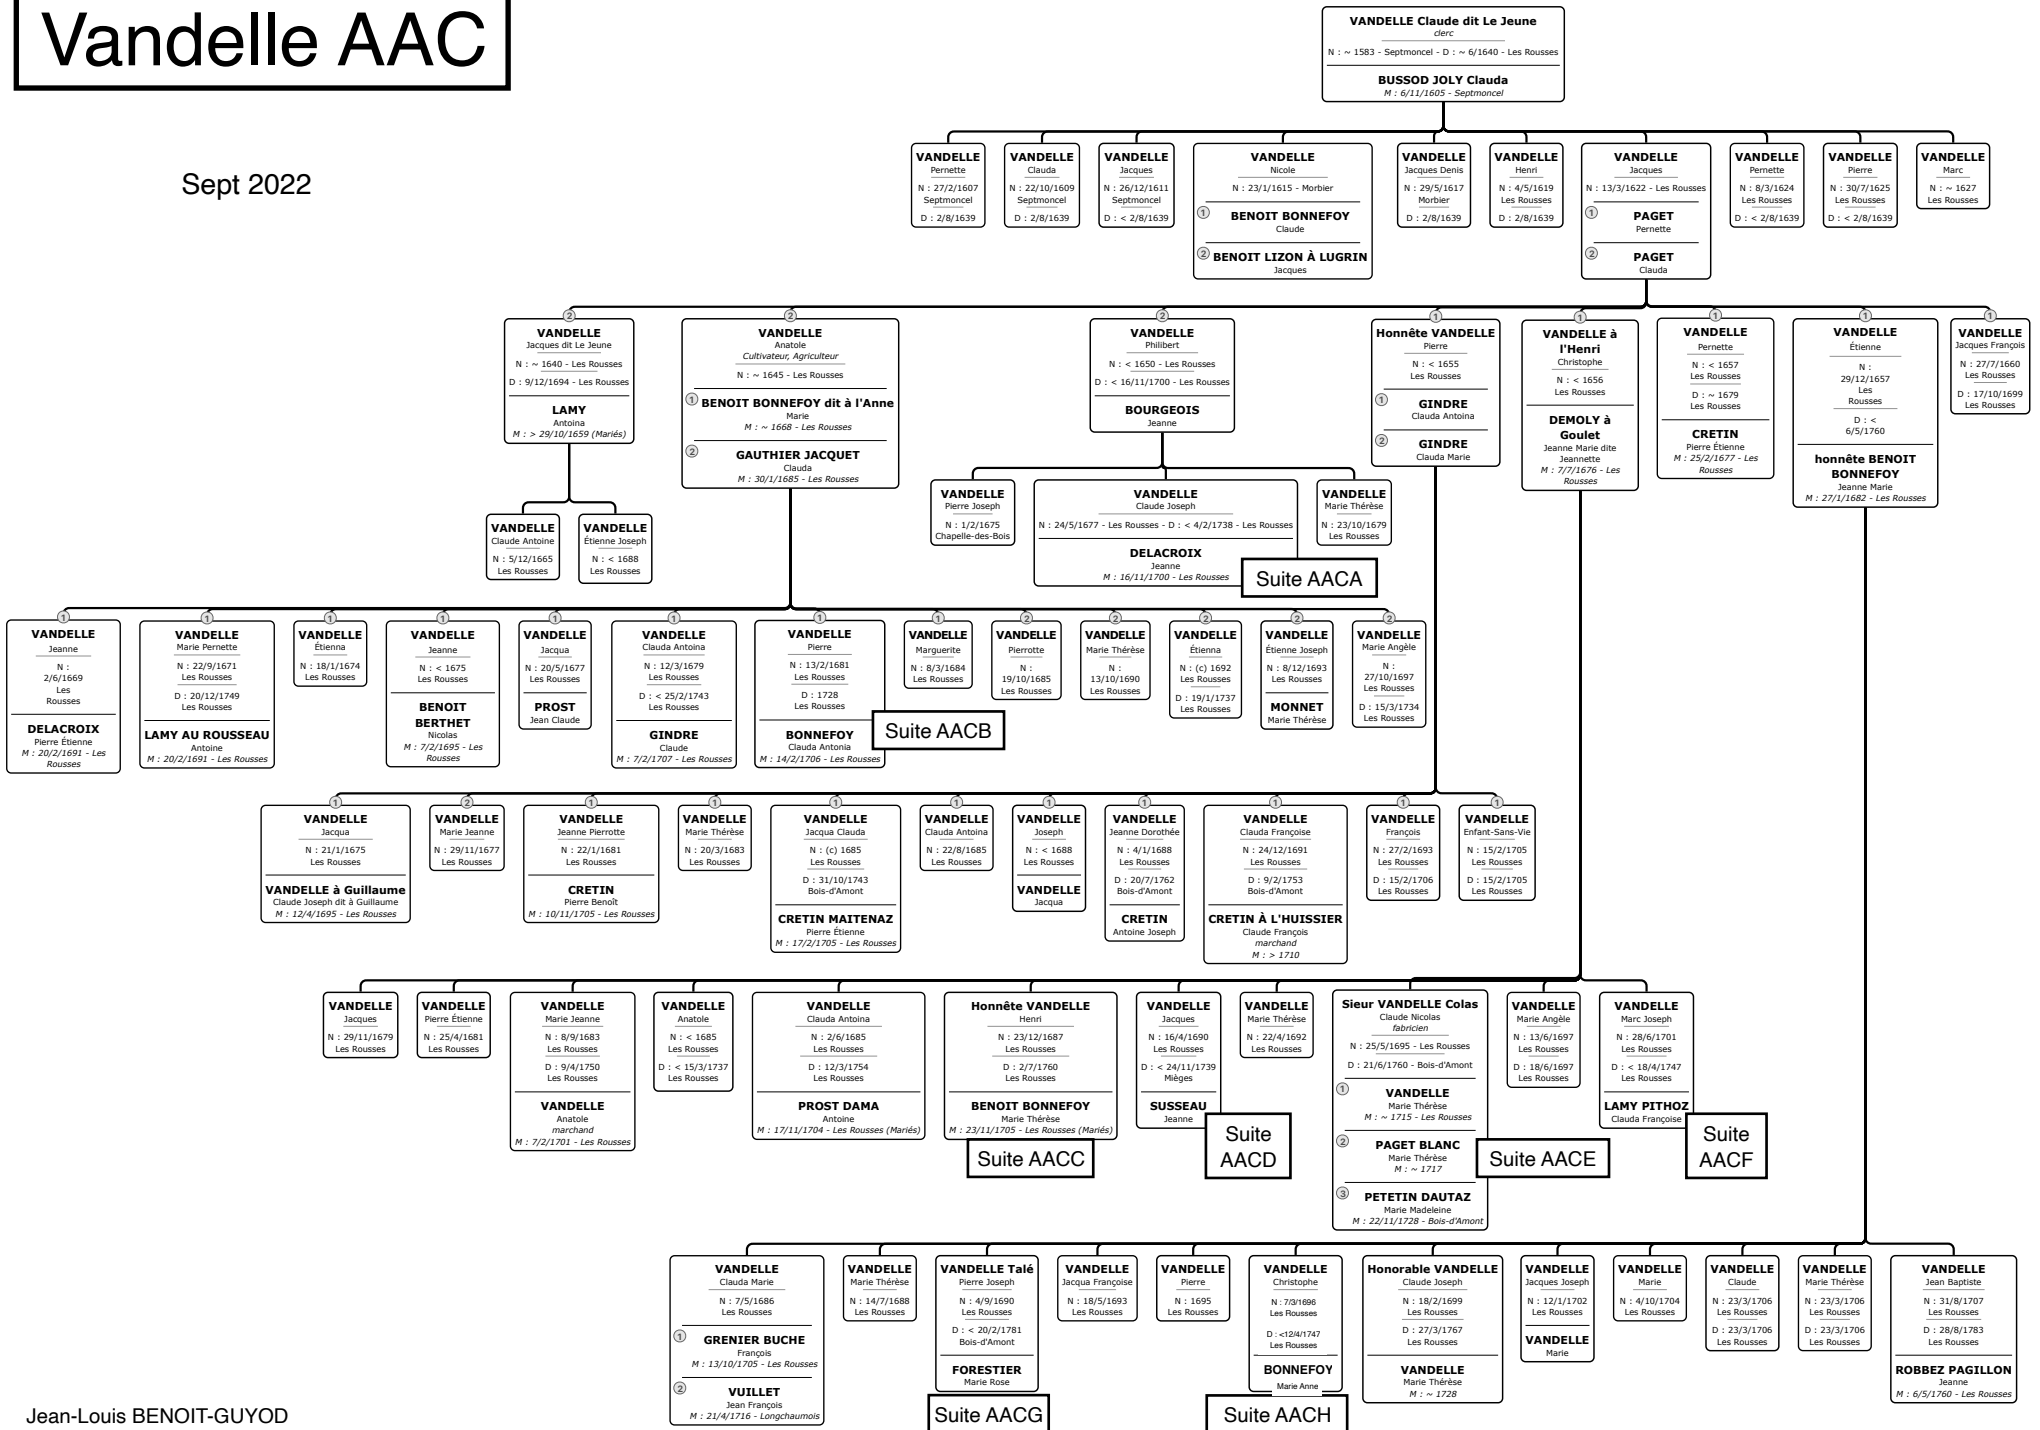 Vandelle AAC
Sept 2022
VANDELLE Claude dit Le Jeune
clerc
N : ~ 1583 - Septmoncel - D : ~ 6/1640 - Les Rousses
BUSSOD JOLY Clauda
M : 6/11/1605 - Septmoncel
VANDELLE
Pernette
N : 27/2/1607
Septmoncel
D : 2/8/1639
VANDELLE
Clauda
N : 22/10/1609
Septmoncel
D : 2/8/1639
VANDELLE
Jacques
N : 26/12/1611
Septmoncel
D : < 2/8/1639
VANDELLE
Nicole
N : 23/1/1615 - Morbier
1
BENOIT BONNEFOY
Claude
2
BENOIT LIZON À LUGRIN
Jacques
VANDELLE
Jacques Denis
N : 29/5/1617
Morbier
D : 2/8/1639
VANDELLE
Henri
N : 4/5/1619
Les Rousses
D : 2/8/1639
VANDELLE
Jacques
N : 13/3/1622 - Les Rousses
1
PAGET
Pernette
2
PAGET
Clauda
VANDELLE
Pernette
N : 8/3/1624
Les Rousses
D : < 2/8/1639
VANDELLE
Pierre
N : 30/7/1625
Les Rousses
D : < 2/8/1639
VANDELLE
Marc
N : ~ 1627
Les Rousses
2
VANDELLE
Jacques dit Le Jeune
N : ~ 1640 - Les Rousses
D : 9/12/1694 - Les Rousses
LAMY
Antoina
M : > 29/10/1659 (Mariés)
2
VANDELLE
Anatole
Cultivateur, Agriculteur
N : ~ 1645 - Les Rousses
1
BENOIT BONNEFOY dit à l'Anne
Marie
M : ~ 1668 - Les Rousses
2
GAUTHIER JACQUET
Clauda
M : 30/1/1685 - Les Rousses
2
VANDELLE
Philibert
N : < 1650 - Les Rousses
D : < 16/11/1700 - Les Rousses
BOURGEOIS
Jeanne
1
Honnête VANDELLE
Pierre
N : < 1655
Les Rousses
1
GINDRE
Clauda Antoina
2
GINDRE
Clauda Marie
1
VANDELLE à
l'Henri
Christophe
N : < 1656
Les Rousses
DEMOLY à
Goulet
Jeanne Marie dite
Jeannette
M : 7/7/1676 - Les
Rousses
1
VANDELLE
Pernette
N : < 1657
Les Rousses
D : ~ 1679
Les Rousses
CRETIN
Pierre Étienne
M : 25/2/1677 - Les
Rousses
1
VANDELLE
Étienne
N :
29/12/1657
Les
Rousses
D : <
6/5/1760
honnête BENOIT
BONNEFOY
Jeanne Marie
M : 27/1/1682 - Les Rousses
1
VANDELLE
Jacques François
N : 27/7/1660
Les Rousses
D : 17/10/1699
Les Rousses
VANDELLE
Claude Antoine
N : 5/12/1665
Les Rousses
VANDELLE
Étienne Joseph
N : < 1688
Les Rousses
VANDELLE
Pierre Joseph
N : 1/2/1675
Chapelle-des-Bois
VANDELLE
Claude Joseph
N : 24/5/1677 - Les Rousses - D : < 4/2/1738 - Les Rousses
DELACROIX
Jeanne
M : 16/11/1700 - Les Rousses
Suite AACA
VANDELLE
Marie Thérèse
N : 23/10/1679
Les Rousses
1
VANDELLE
Jeanne
N :
2/6/1669
Les
Rousses
DELACROIX
Pierre Étienne
M : 20/2/1691 - Les
Rousses
1
VANDELLE
Marie Pernette
N : 22/9/1671
Les Rousses
D : 20/12/1749
Les Rousses
LAMY AU ROUSSEAU
Antoine
M : 20/2/1691 - Les Rousses
1
VANDELLE
Étienna
N : 18/1/1674
Les Rousses
1
VANDELLE
Jeanne
N : < 1675
Les Rousses
BENOIT
BERTHET
Nicolas
M : 7/2/1695 - Les
Rousses
1
VANDELLE
Jacqua
N : 20/5/1677
Les Rousses
PROST
Jean Claude
1
VANDELLE
Clauda Antoina
N : 12/3/1679
Les Rousses
D : < 25/2/1743
Les Rousses
GINDRE
Claude
M : 7/2/1707 - Les Rousses
1
VANDELLE
Pierre
N : 13/2/1681
Les Rousses
D : 1728
Les Rousses
BONNEFOY
Clauda Antonia
M : 14/2/1706 - Les Rousses
Suite AACB
1
VANDELLE
Marguerite
N : 8/3/1684
Les Rousses
2
VANDELLE
Pierrotte
N :
19/10/1685
Les Rousses
2
VANDELLE
Marie Thérèse
N :
13/10/1690
Les Rousses
2
VANDELLE
Étienna
N : (c) 1692
Les Rousses
D : 19/1/1737
Les Rousses
2
VANDELLE
Étienne Joseph
N : 8/12/1693
Les Rousses
MONNET
Marie Thérèse
2
VANDELLE
Marie Angèle
N :
27/10/1697
Les Rousses
D : 15/3/1734
Les Rousses
1
VANDELLE
Jacqua
N : 21/1/1675
Les Rousses
VANDELLE à Guillaume
Claude Joseph dit à Guillaume
M : 12/4/1695 - Les Rousses
2
VANDELLE
Marie Jeanne
N : 29/11/1677
Les Rousses
1
VANDELLE
Jeanne Pierrotte
N : 22/1/1681
Les Rousses
CRETIN
Pierre Benoît
M : 10/11/1705 - Les Rousses
1
VANDELLE
Marie Thérèse
N : 20/3/1683
Les Rousses
1
VANDELLE
Jacqua Clauda
N : (c) 1685
Les Rousses
D : 31/10/1743
Bois-d'Amont
CRETIN MAITENAZ
Pierre Étienne
M : 17/2/1705 - Les Rousses
1
VANDELLE
Clauda Antoina
N : 22/8/1685
Les Rousses
1
VANDELLE
Joseph
N : < 1688
Les Rousses
VANDELLE
Jacqua
1
VANDELLE
Jeanne Dorothée
N : 4/1/1688
Les Rousses
D : 20/7/1762
Bois-d'Amont
CRETIN
Antoine Joseph
1
VANDELLE
Clauda Françoise
N : 24/12/1691
Les Rousses
D : 9/2/1753
Bois-d'Amont
CRETIN À L'HUISSIER
Claude François
marchand
M : > 1710
1
VANDELLE
François
N : 27/2/1693
Les Rousses
D : 15/2/1706
Les Rousses
1
VANDELLE
Enfant-Sans-Vie
N : 15/2/1705
Les Rousses
D : 15/2/1705
Les Rousses
VANDELLE
Jacques
N : 29/11/1679
Les Rousses
VANDELLE
Pierre Étienne
N : 25/4/1681
Les Rousses
VANDELLE
Marie Jeanne
N : 8/9/1683
Les Rousses
D : 9/4/1750
Les Rousses
VANDELLE
Anatole
marchand
M : 7/2/1701 - Les Rousses
VANDELLE
Anatole
N : < 1685
Les Rousses
D : < 15/3/1737
Les Rousses
VANDELLE
Clauda Antoina
N : 2/6/1685
Les Rousses
D : 12/3/1754
Les Rousses
PROST DAMA
Antoine
M : 17/11/1704 - Les Rousses (Mariés)
Honnête VANDELLE
Henri
N : 23/12/1687
Les Rousses
D : 2/7/1760
Les Rousses
BENOIT BONNEFOY
Marie Thérèse
M : 23/11/1705 - Les Rousses (Mariés)
Suite AACC
VANDELLE
Jacques
N : 16/4/1690
Les Rousses
D : < 24/11/1739
Mièges
SUSSEAU
Jeanne
Suite
AACD
VANDELLE
Marie Thérèse
N : 22/4/1692
Les Rousses
Sieur VANDELLE Colas
Claude Nicolas
fabricien
N : 25/5/1695 - Les Rousses
D : 21/6/1760 - Bois-d'Amont
1
VANDELLE
Marie Thérèse
M : ~ 1715 - Les Rousses
2
PAGET BLANC
Marie Thérèse
M : ~ 1717
3
PETETIN DAUTAZ
Marie Madeleine
M : 22/11/1728 - Bois-d'Amont
Suite AACE
VANDELLE
Marie Angèle
N : 13/6/1697
Les Rousses
D : 18/6/1697
Les Rousses
VANDELLE
Marc Joseph
N : 28/6/1701
Les Rousses
D : < 18/4/1747
Les Rousses
LAMY PITHOZ
Clauda Françoise
Suite
AACF
VANDELLE
Clauda Marie
N : 7/5/1686
Les Rousses
1
GRENIER BUCHE
François
M : 13/10/1705 - Les Rousses
2
VUILLET
Jean François
M : 21/4/1716 - Longchaumois
VANDELLE
Marie Thérèse
N : 14/7/1688
Les Rousses
VANDELLE Talé
Pierre Joseph
N : 4/9/1690
Les Rousses
D : < 20/2/1781
Bois-d'Amont
FORESTIER
Marie Rose
Suite AACG
VANDELLE
Jacqua Françoise
N : 18/5/1693
Les Rousses
VANDELLE
Pierre
N : 1695
Les Rousses
VANDELLE
Christophe
N : 7/3/1696
Les Rousses
D : <12/4/1747
Les Rousses
BONNEFOY
Marie Anne
Suite AACH
Honorable VANDELLE
Claude Joseph
N : 18/2/1699
Les Rousses
D : 27/3/1767
Les Rousses
VANDELLE
Marie Thérèse
M : ~ 1728
VANDELLE
Jacques Joseph
N : 12/1/1702
Les Rousses
VANDELLE
Marie
VANDELLE
Marie
N : 4/10/1704
Les Rousses
VANDELLE
Claude
N : 23/3/1706
Les Rousses
D : 23/3/1706
Les Rousses
VANDELLE
Marie Thérèse
N : 23/3/1706
Les Rousses
D : 23/3/1706
Les Rousses
VANDELLE
Jean Baptiste
N : 31/8/1707
Les Rousses
D : 28/8/1783
Les Rousses
ROBBEZ PAGILLON
Jeanne
M : 6/5/1760 - Les Rousses
Jean-Louis BENOIT-GUYOD